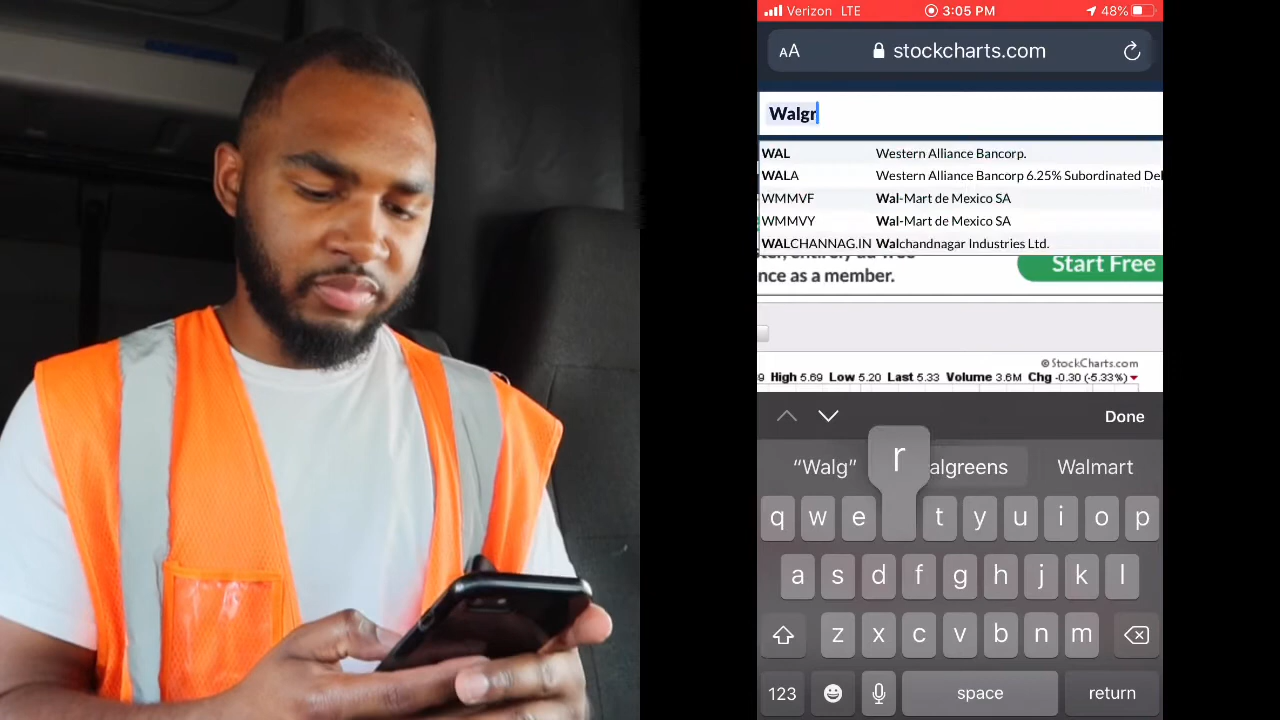 Verizon LTE 3:05 PM 48%
AA stockcharts.com
Walgr
WAL Western Alliance Bancorp.
WALA Western Alliance Bancorp 6.25% Subordinated
WMMVF Wal-Mart de Mexico SA
WMMVY Wal-Mart de Mexico SA
WALCHANNAG.IN Walchandnagar Industries Ltd.
Start Free
as a member.
© StockCharts.com
High 5.69 Low 5.20 Last 5.33 Volume 3.6M Chg -0.30 (-5.33%)
Done
“Walg” algreens Walmart
r
q w e t y u i o p
a s d f g h j k l
z x c v b n m
123 space return